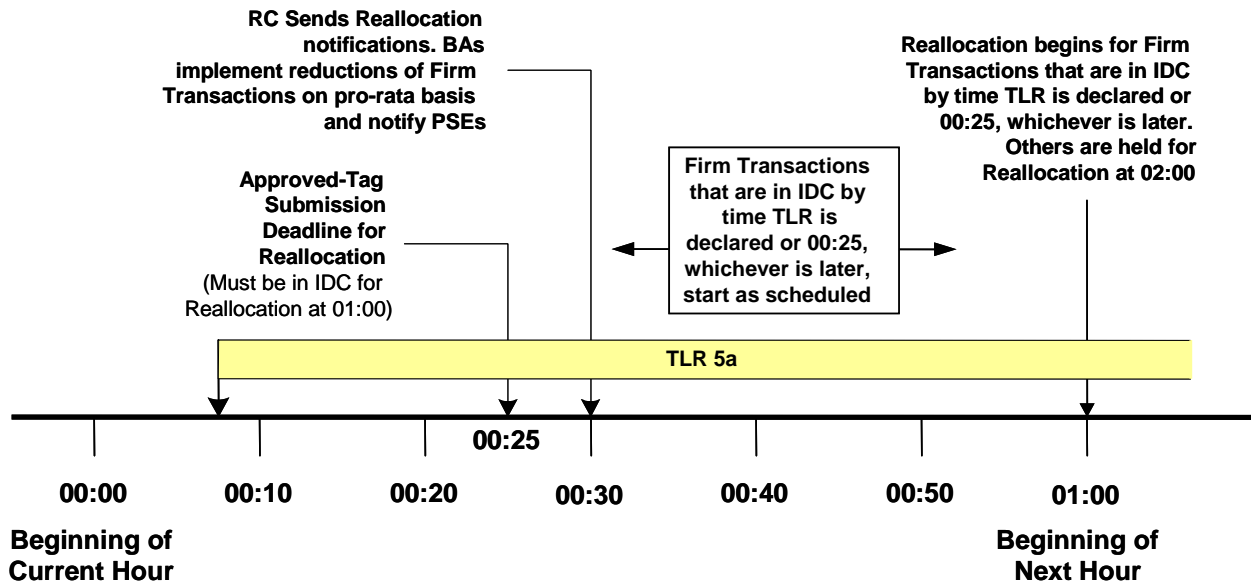 RC Sends Reallocation
notifications. BAs
implement reductions of Firm
Transactions on pro-rata basis
and notify PSEs
Reallocation begins for Firm
Transactions that are in IDC
by time TLR is declared or
00:25, whichever is later.
Others are held for
Reallocation at 02:00
Approved-Tag
Submission
Deadline for
Reallocation
(Must be in IDC for
Reallocation at 01:00)
Firm Transactions
that are in IDC by
time TLR is
declared or 00:25,
whichever is later,
start as scheduled
TLR 5a
00:25
00:00
00:10
00:20
00:30
00:40
00:50
01:00
Beginning of
Current Hour
Beginning of
Next Hour